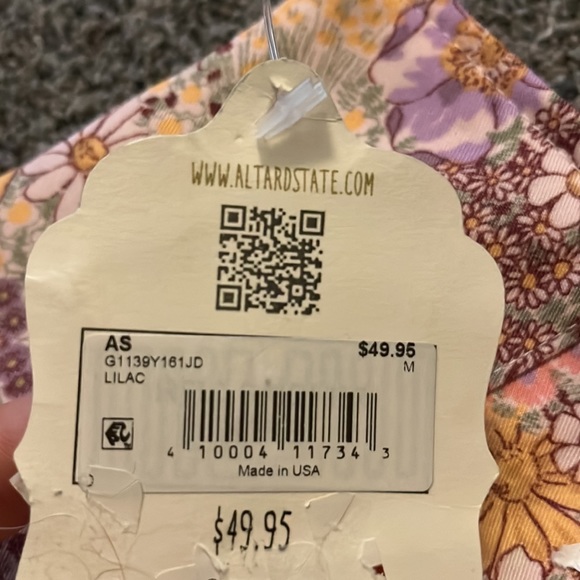 WWW.ALTARDSTATE.COM
AS $49.95
G1139Y161JD M
LILAC
4 10004 11734 3
Made in USA
$49.95